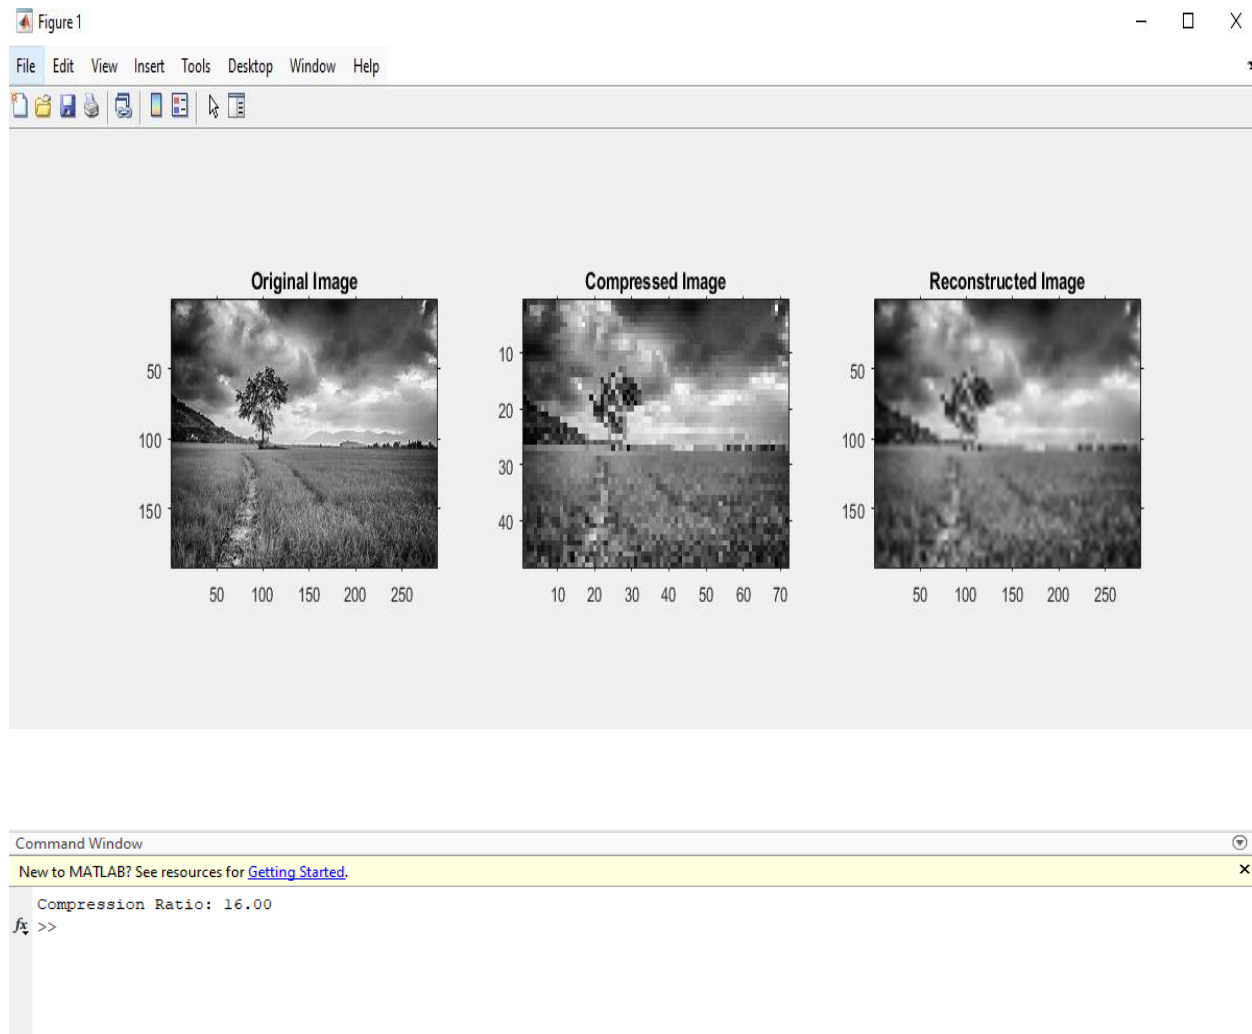 Figure 1
File Edit View Insert Tools Desktop Window Help
Original Image
50
100
150
50 100 150 200 250
Compressed Image
10
20
30
40
10 20 30 40 50 60 70
Reconstructed Image
50
100
150
50 100 150 200 250
Command Window
New to MATLAB? See resources for Getting Started.
Compression Ratio: 16.00
fx >>